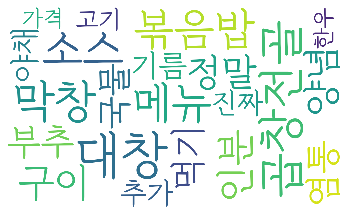 가격 고기 볶음밥 한우
야채 소스 기름 정말 전골
막창 국물 메뉴 진짜 양념
부추 대창 먹기 인분 곱창
구이 추가 염통